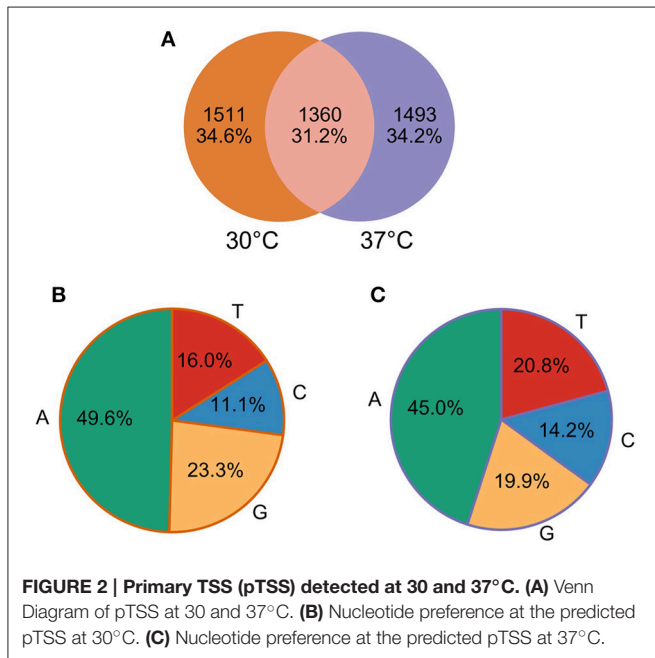 A
1511
34.6%
1360
31.2%
1493
34.2%
30°C
37°C
B
T
16.0%
C
11.1%
A
49.6%
23.3%
G
C
T
20.8%
A
45.0%
14.2%
C
19.9%
G
FIGURE 2 | Primary TSS (pTSS) detected at 30 and 37°C. (A) Venn
Diagram of pTSS at 30 and 37°C. (B) Nucleotide preference at the predicted
pTSS at 30°C. (C) Nucleotide preference at the predicted pTSS at 37°C.